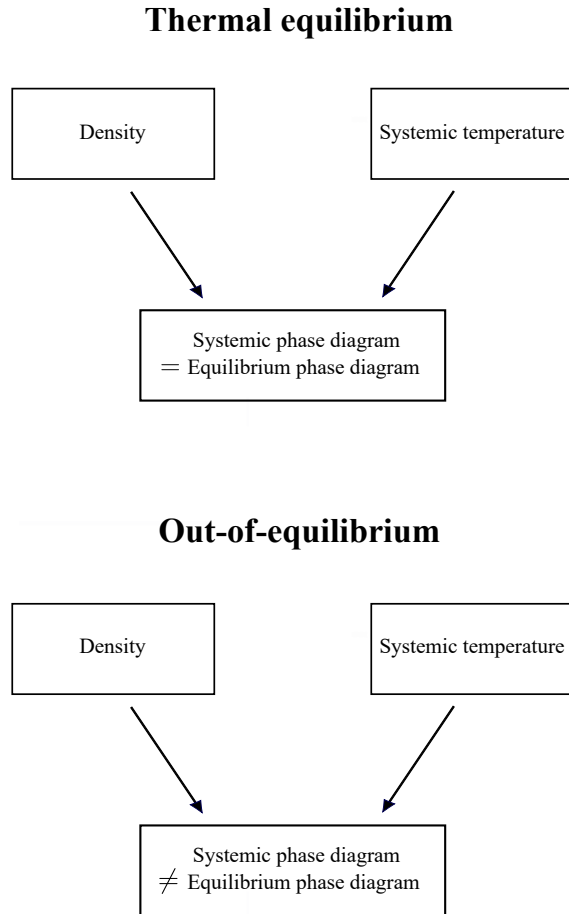 Thermal equilibrium
Density
Systemic temperature
Systemic phase diagram
= Equilibrium phase diagram
Out-of-equilibrium
Density
Systemic temperature
Systemic phase diagram
≠ Equilibrium phase diagram